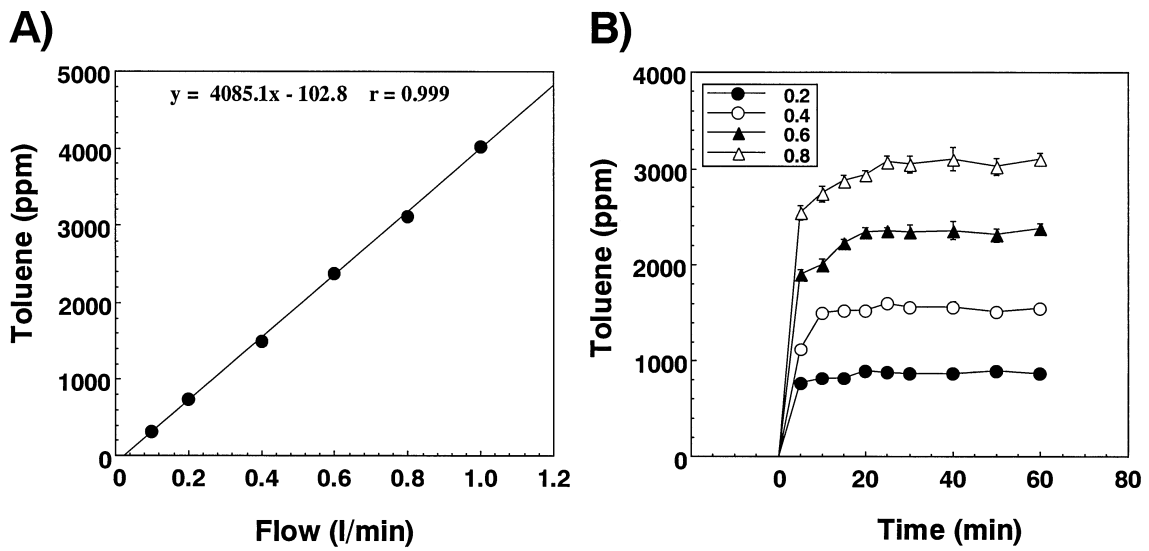 A)
y = 4085.1x - 102.8 r = 0.999
5000
4000
3000
2000
1000
0
Toluene (ppm)
0 0.2 0.4 0.6 0.8 1.0 1.2
Flow (l/min)
B)
0.2
0.4
0.6
0.8
4000
3000
2000
1000
0
Toluene (ppm)
0 20 40 60 80
Time (min)